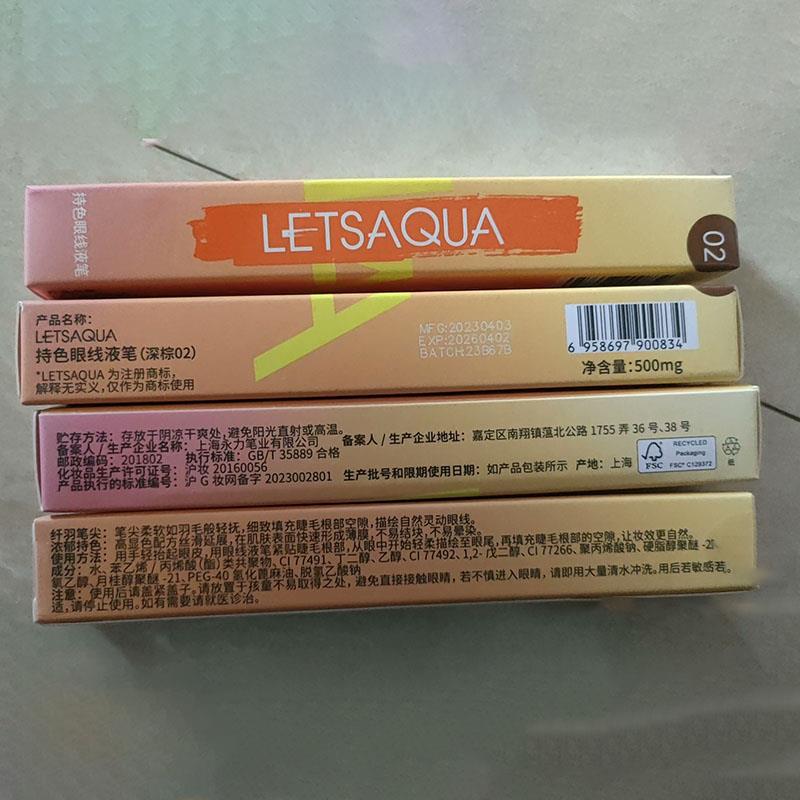 持色眼线液笔
LETSAQUA
02
产品名称:
LETSAQUA
持色眼线液笔(深棕02)
*LETSAQUA 为注册商标,
解释无实义,仅作为商标使用
MFG:20230403
EXP:20260402
BATCH:23B67B
6 958697 900834
净含量:500mg
贮存方法: 存放于阴凉干爽处,避免阳光直射或高温。
备案人 / 生产企业名称: 上海永力笔业有限公司
备案人 / 生产企业地址: 嘉定区南翔镇蕰北公路 1755 弄 36 号、38 号
邮政编码: 201802 执行标准: GB/T 35889 合格
化妆品生产许可证号: 沪妆 20160056
产品执行的标准编号: 沪 G 妆网备字 2023002801
生产批号和限期使用日期: 如产品包装所示 产地: 上海
FSC
RECYCLED
Packaging
FSC® C129372
纸
纤羽笔尖: 笔尖柔软如羽毛般轻抚,细致填充睫毛根部空隙,描绘自然灵动眼线。
浓郁持色: 高显色配方丝滑延展,在肌肤表面快速形成薄膜,不易结块、不易晕染。
使用方法: 用手轻抬起眼皮,用眼线液笔紧贴睫毛根部,从眼中开始轻柔描绘至眼尾,再填充睫毛根部的空隙,让妆效更自然。
成分: 水、苯乙烯 / 丙烯酸(酯)类共聚物、CI 77491、丁二醇、乙醇、CI 77492、1,2- 戊二醇、CI 77266、聚丙烯酸钠、硬脂醇聚醚 -2、
氧乙醇、月桂醇聚醚 -21、PEG-40 氢化蓖麻油、脱氢乙酸钠
注意: 使用后请盖紧盖子。请放置于孩童不易取得之处,避免直接接触眼睛,若不慎进入眼睛,请即用大量清水冲洗。用后若敏感若。
适,请停止使用。如有需要请就医诊治。